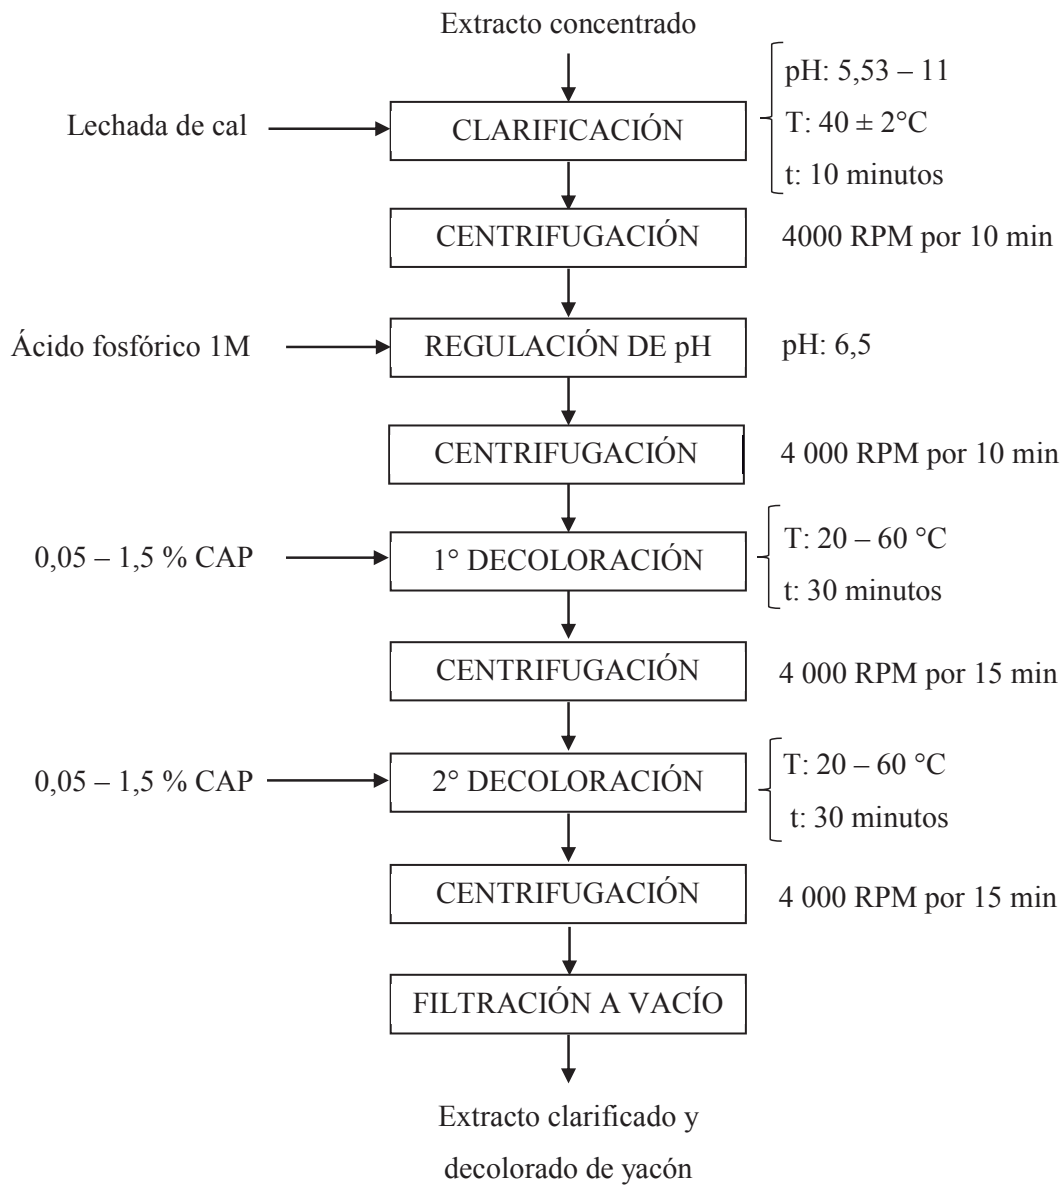 Extracto concentrado
pH: 5,53 – 11
Lechada de cal
CLARIFICACIÓN
T: 40 ± 2°C
t: 10 minutos
CENTRIFUGACIÓN
4000 RPM por 10 min
Ácido fosfórico 1M
REGULACIÓN DE pH
pH: 6,5
CENTRIFUGACIÓN
4 000 RPM por 10 min
0,05 – 1,5 % CAP
1° DECOLORACIÓN
T: 20 – 60 °C
t: 30 minutos
CENTRIFUGACIÓN
4 000 RPM por 15 min
0,05 – 1,5 % CAP
2° DECOLORACIÓN
T: 20 – 60 °C
t: 30 minutos
CENTRIFUGACIÓN
4 000 RPM por 15 min
FILTRACIÓN A VACÍO
Extracto clarificado y
decolorado de yacón